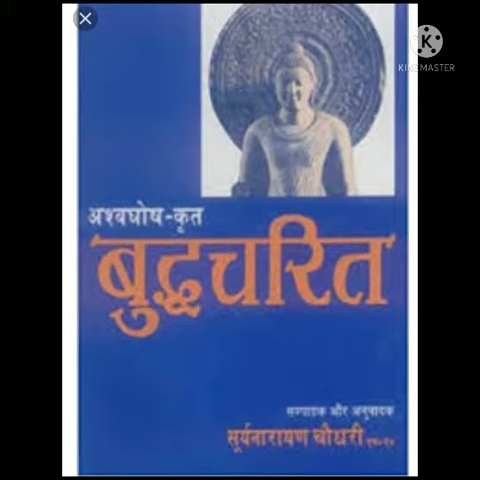 K
KINEMASTER
अश्वघोष-कृत
बुद्धचरित
सम्पादक और अनुवादक
सूर्यनारायण चौधरी